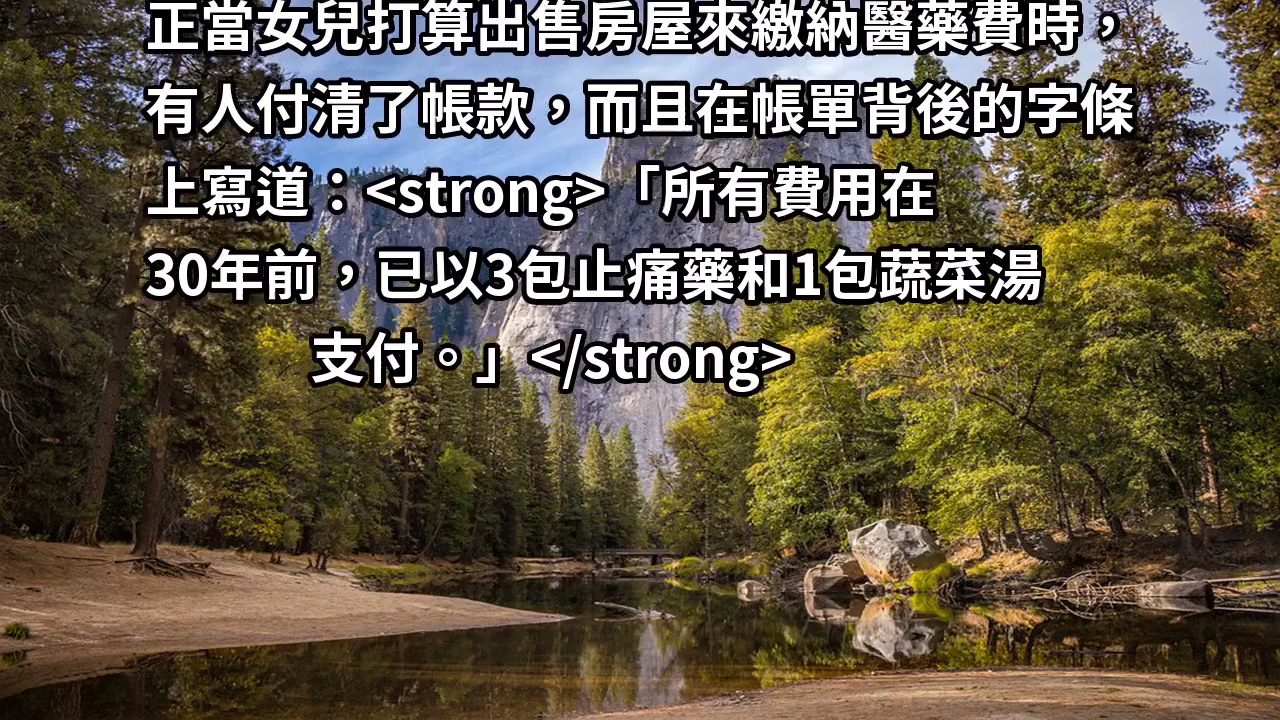 正當女兒打算出售房屋來繳納醫藥費時，
有人付清了帳款，而且在帳單背後的字條
上寫道：<strong>「所有費用在
30年前，已以3包止痛藥和1包蔬菜湯
支付。」</strong>